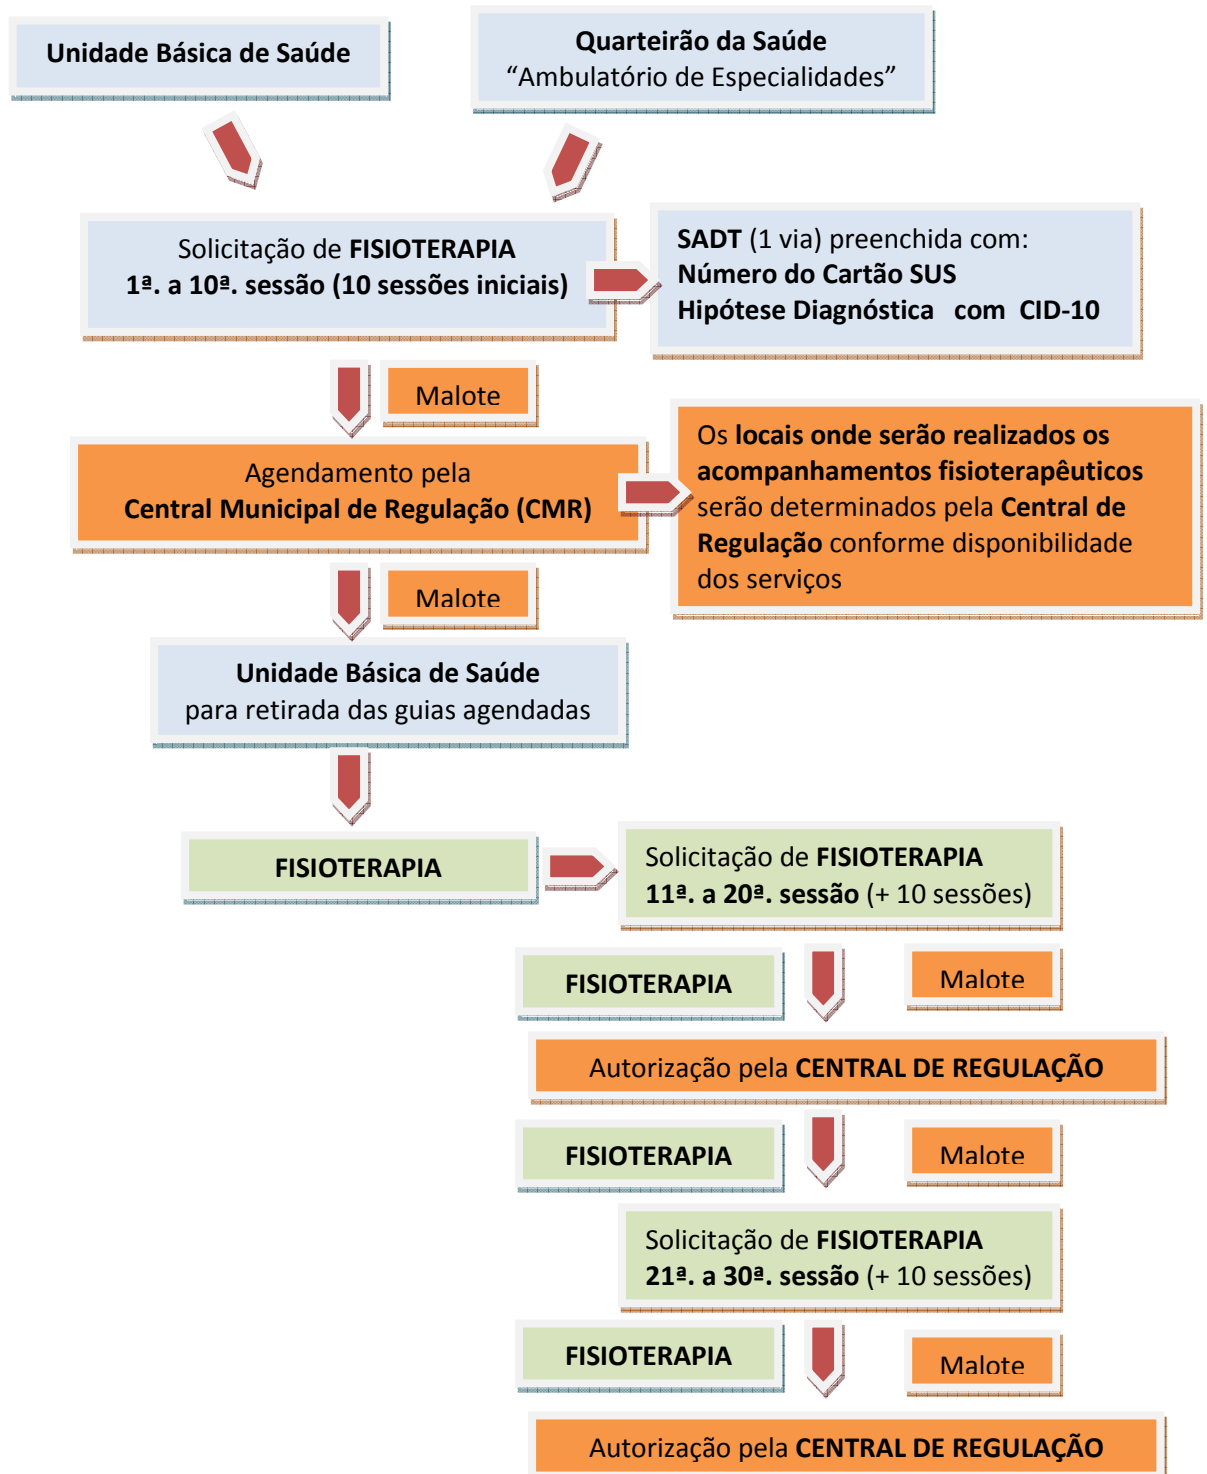 Unidade Básica de Saúde
Quarteirão da Saúde
“Ambulatório de Especialidades”
Solicitação de FISIOTERAPIA
1ª. a 10ª. sessão (10 sessões iniciais)
SADT (1 via) preenchida com:
Número do Cartão SUS
Hipótese Diagnóstica com CID-10
Malote
Agendamento pela
Central Municipal de Regulação (CMR)
Os locais onde serão realizados os
acompanhamentos fisioterapêuticos
serão determinados pela Central de
Regulação conforme disponibilidade
dos serviços
Malote
Unidade Básica de Saúde
para retirada das guias agendadas
FISIOTERAPIA
Solicitação de FISIOTERAPIA
11ª. a 20ª. sessão (+ 10 sessões)
FISIOTERAPIA
Malote
Autorização pela CENTRAL DE REGULAÇÃO
FISIOTERAPIA
Malote
Solicitação de FISIOTERAPIA
21ª. a 30ª. sessão (+ 10 sessões)
FISIOTERAPIA
Malote
Autorização pela CENTRAL DE REGULAÇÃO